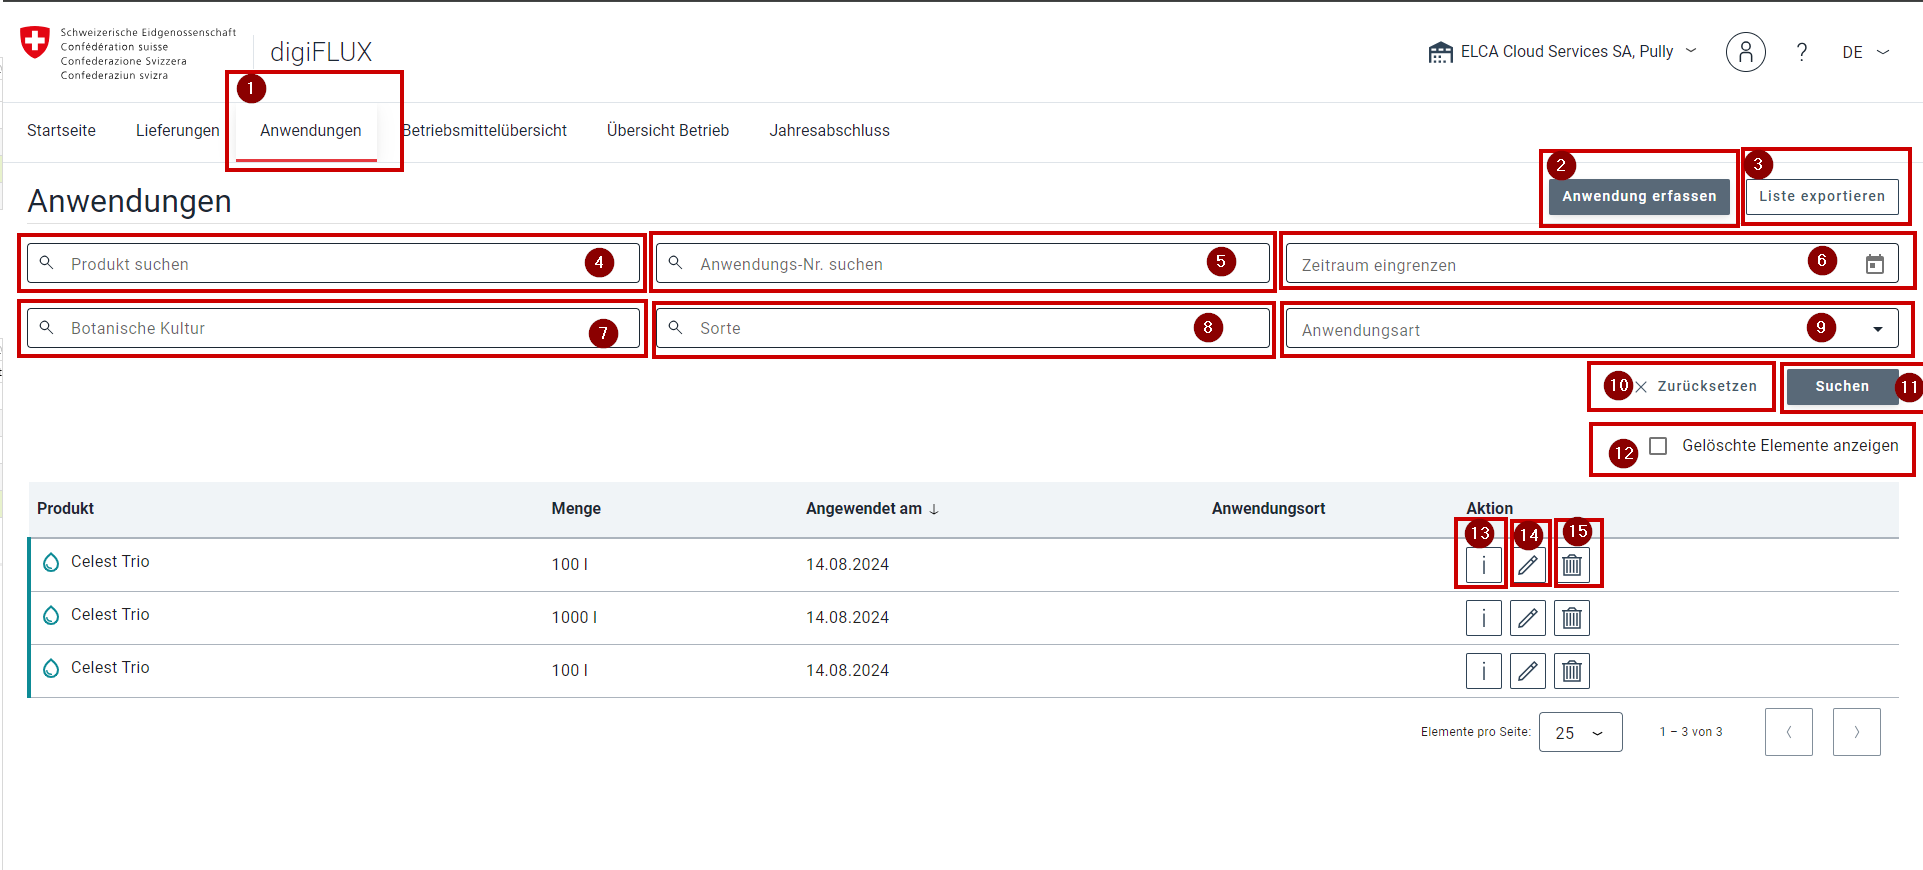 Schweizerische Eidgenossenschaft
Confédération suisse
Confederazione Svizzera
Confederaziun svizra
digiFLUX
ELCA Cloud Services SA, Pully
?
DE
1
Startseite
Lieferungen
Anwendungen
Betriebsmittelübersicht
Übersicht Betrieb
Jahresabschluss
Anwendungen
2
Anwendung erfassen
3
Liste exportieren
Produkt suchen
4
Anwendungs-Nr. suchen
5
Zeitraum eingrenzen
6
Botanische Kultur
7
Sorte
8
Anwendungsart
9
10
Zurücksetzen
Suchen
11
12
Gelöschte Elemente anzeigen
Produkt
Menge
Angewendet am
Anwendungsort
Aktion
13
14
15
Celest Trio
100 l
14.08.2024
i
Celest Trio
1000 l
14.08.2024
i
Celest Trio
100 l
14.08.2024
i
Elemente pro Seite:
25
1 – 3 von 3